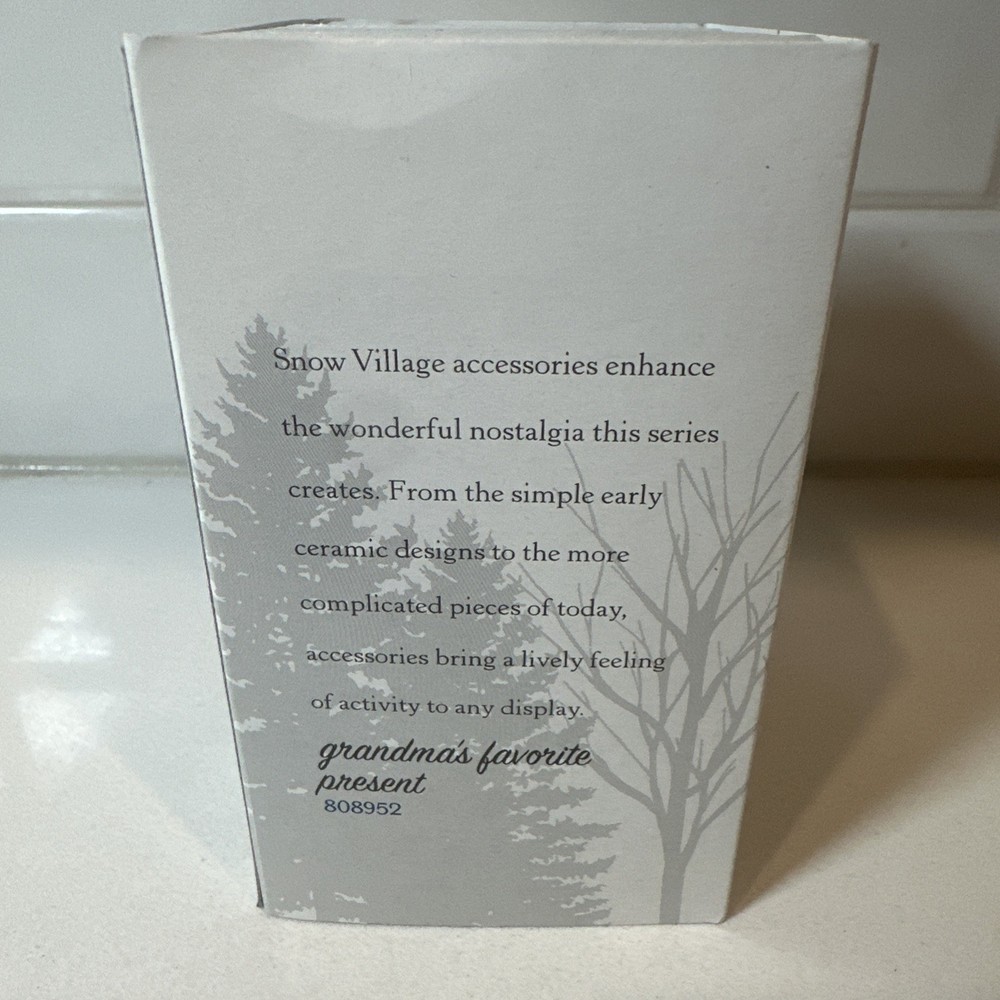 Snow Village accessories enhance
the wonderful nostalgia this series
creates. From the simple early
ceramic designs to the more
complicated pieces of today,
accessories bring a lively feeling
of activity to any display.
grandma's favorite
present
808952